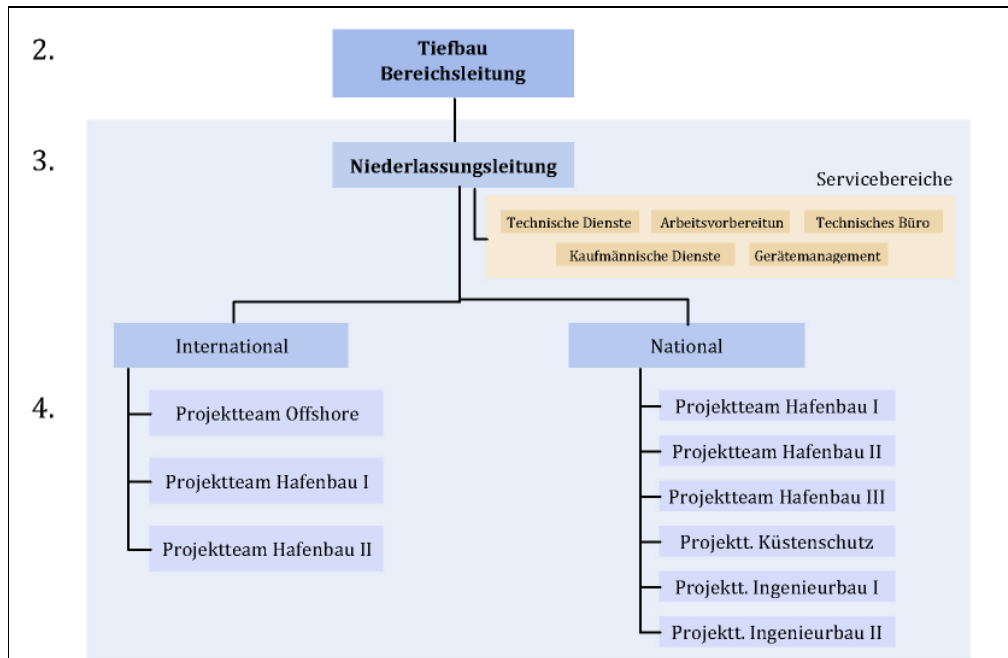 2.
Tiefbau
Bereichsleitung
3.
Niederlassungsleitung
Servicebereiche
Technische Dienste
Arbeitsvorbereitun
Technisches Büro
Kaufmännische Dienste
Gerätemanagement
International
National
4.
Projektteam Offshore
Projektteam Hafenbau I
Projektteam Hafenbau II
Projektteam Hafenbau I
Projektteam Hafenbau II
Projektteam Hafenbau III
Projektt. Küstenschutz
Projektt. Ingenieurbau I
Projektt. Ingenieurbau II